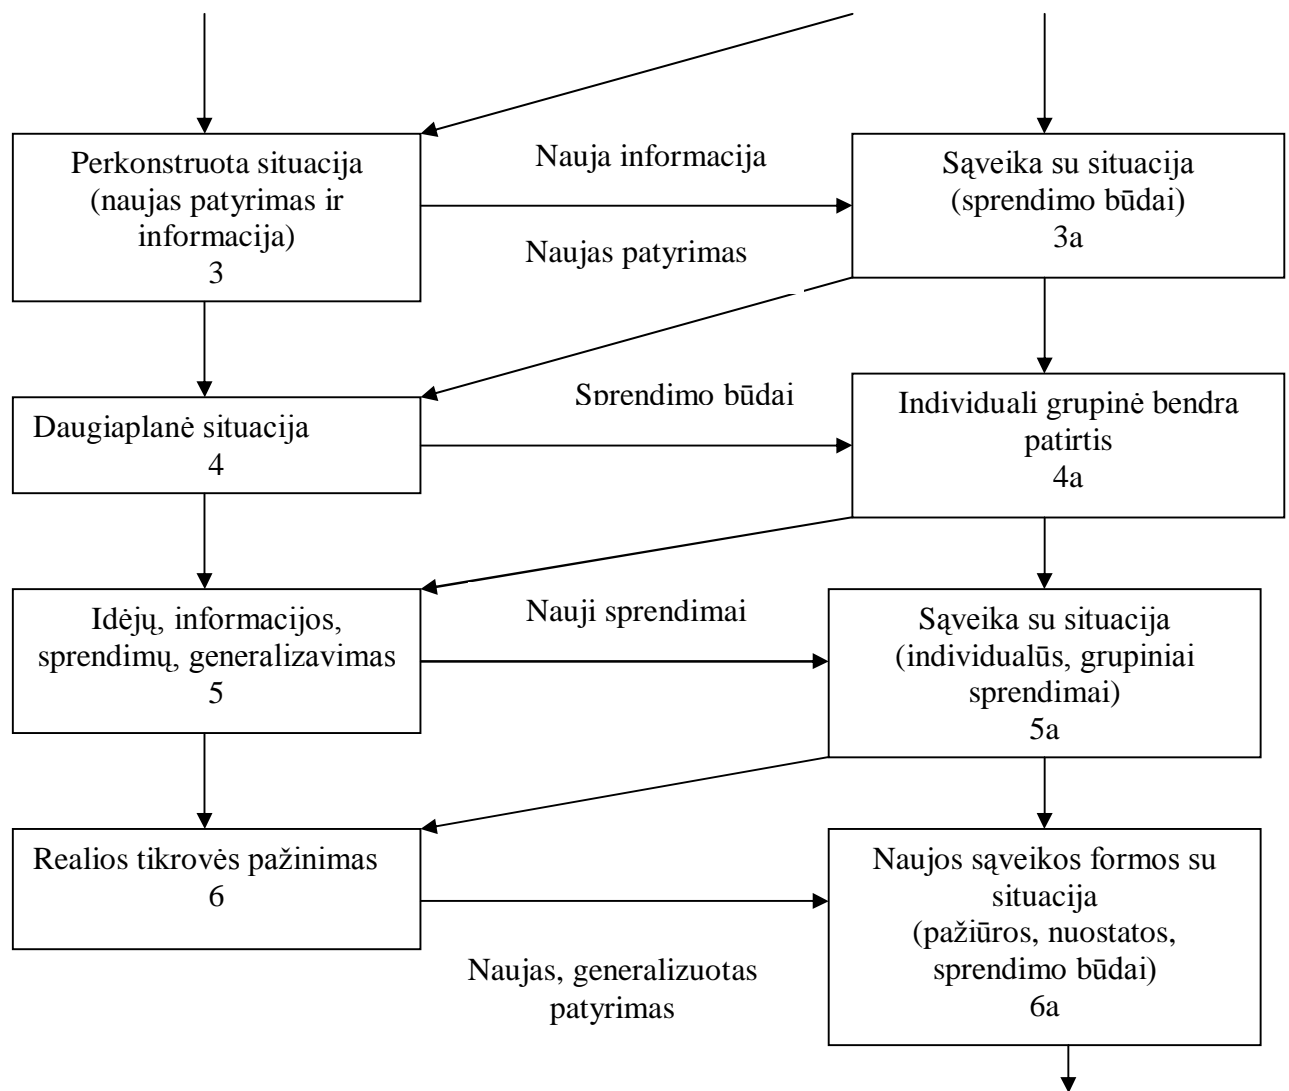 Perkonstruota situacija
(naujas patyrimas ir
informacija)
3
Nauja informacija
Naujas patyrimas
Sąveika su situacija
(sprendimo būdai)
3a
Daugiaplanė situacija
4
Sprendimo būdai
Individuali grupinė bendra
patirtis
4a
Idėjų, informacijos,
sprendimų, generalizavimas
5
Nauji sprendimai
Sąveika su situacija
(individualūs, grupiniai
sprendimai)
5a
Realios tikrovės pažinimas
6
Naujas, generalizuotas
patyrimas
Naujos sąveikos formos su
situacija
(pažiūros, nuostatos,
sprendimo būdai)
6a